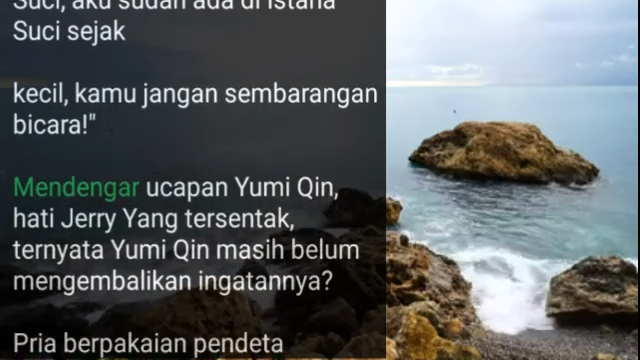 Suci, aku sudah ada di Istana
Suci sejak
kecil, kamu jangan sembarangan
bicara!"
Mendengar ucapan Yumi Qin,
hati Jerry Yang tersentak,
ternyata Yumi Qin masih belum
mengembalikan ingatannya?
Pria berpakaian pendeta